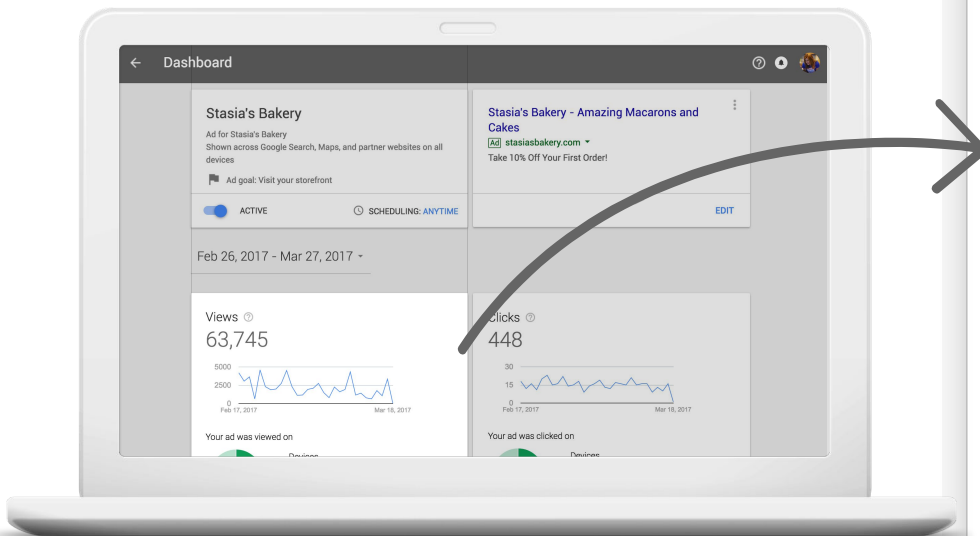 Dashboard
Stasia's Bakery
Ad for Stasia's Bakery
Shown across Google Search, Maps, and partner websites on all
devices
Ad goal: Visit your storefront
ACTIVE
SCHEDULING: ANYTIME
Stasia's Bakery - Amazing Macarons and
Cakes
Ad stasiasbakery.com
Take 10% Off Your First Order!
EDIT
Feb 26, 2017 - Mar 27, 2017
Views
63,745
5000
2500
0
Feb 17, 2017 Mar 18, 2017
Your ad was viewed on
Devices
Clicks
448
30
15
0
Feb 17, 2017 Mar 18, 2017
Your ad was clicked on
Devices